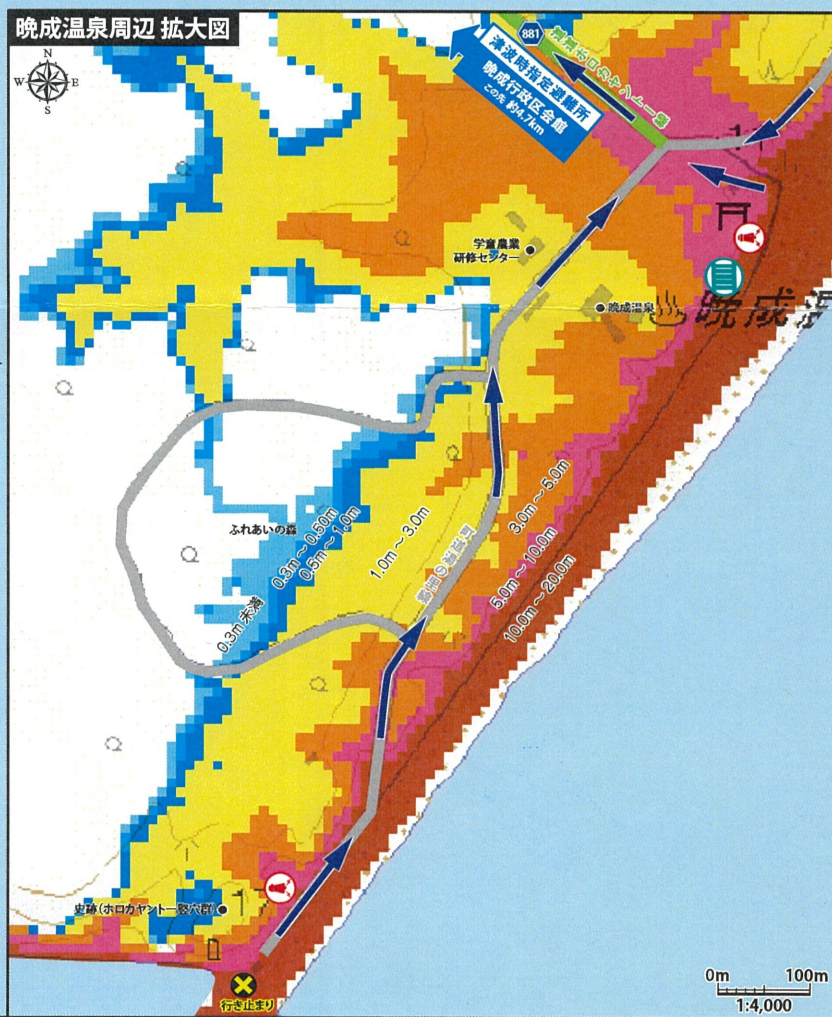 晩成温泉周辺 拡大図
N
W
E
S
881
津波時指定避難所
晩成行政区会館
この先 約4.7km
学童農業
研修センター
晩成温泉
晩成温
ふれあいの森
0.3m 未満
0.3m ～ 0.50m
0.5m ～ 1.0m
1.0m ～ 3.0m
3.0m ～ 5.0m
5.0m ～ 10.0m
10.0m ～ 20.0m
史跡(ホロカヤントー竪穴群)
行き止まり
0m
100m
1:4,000